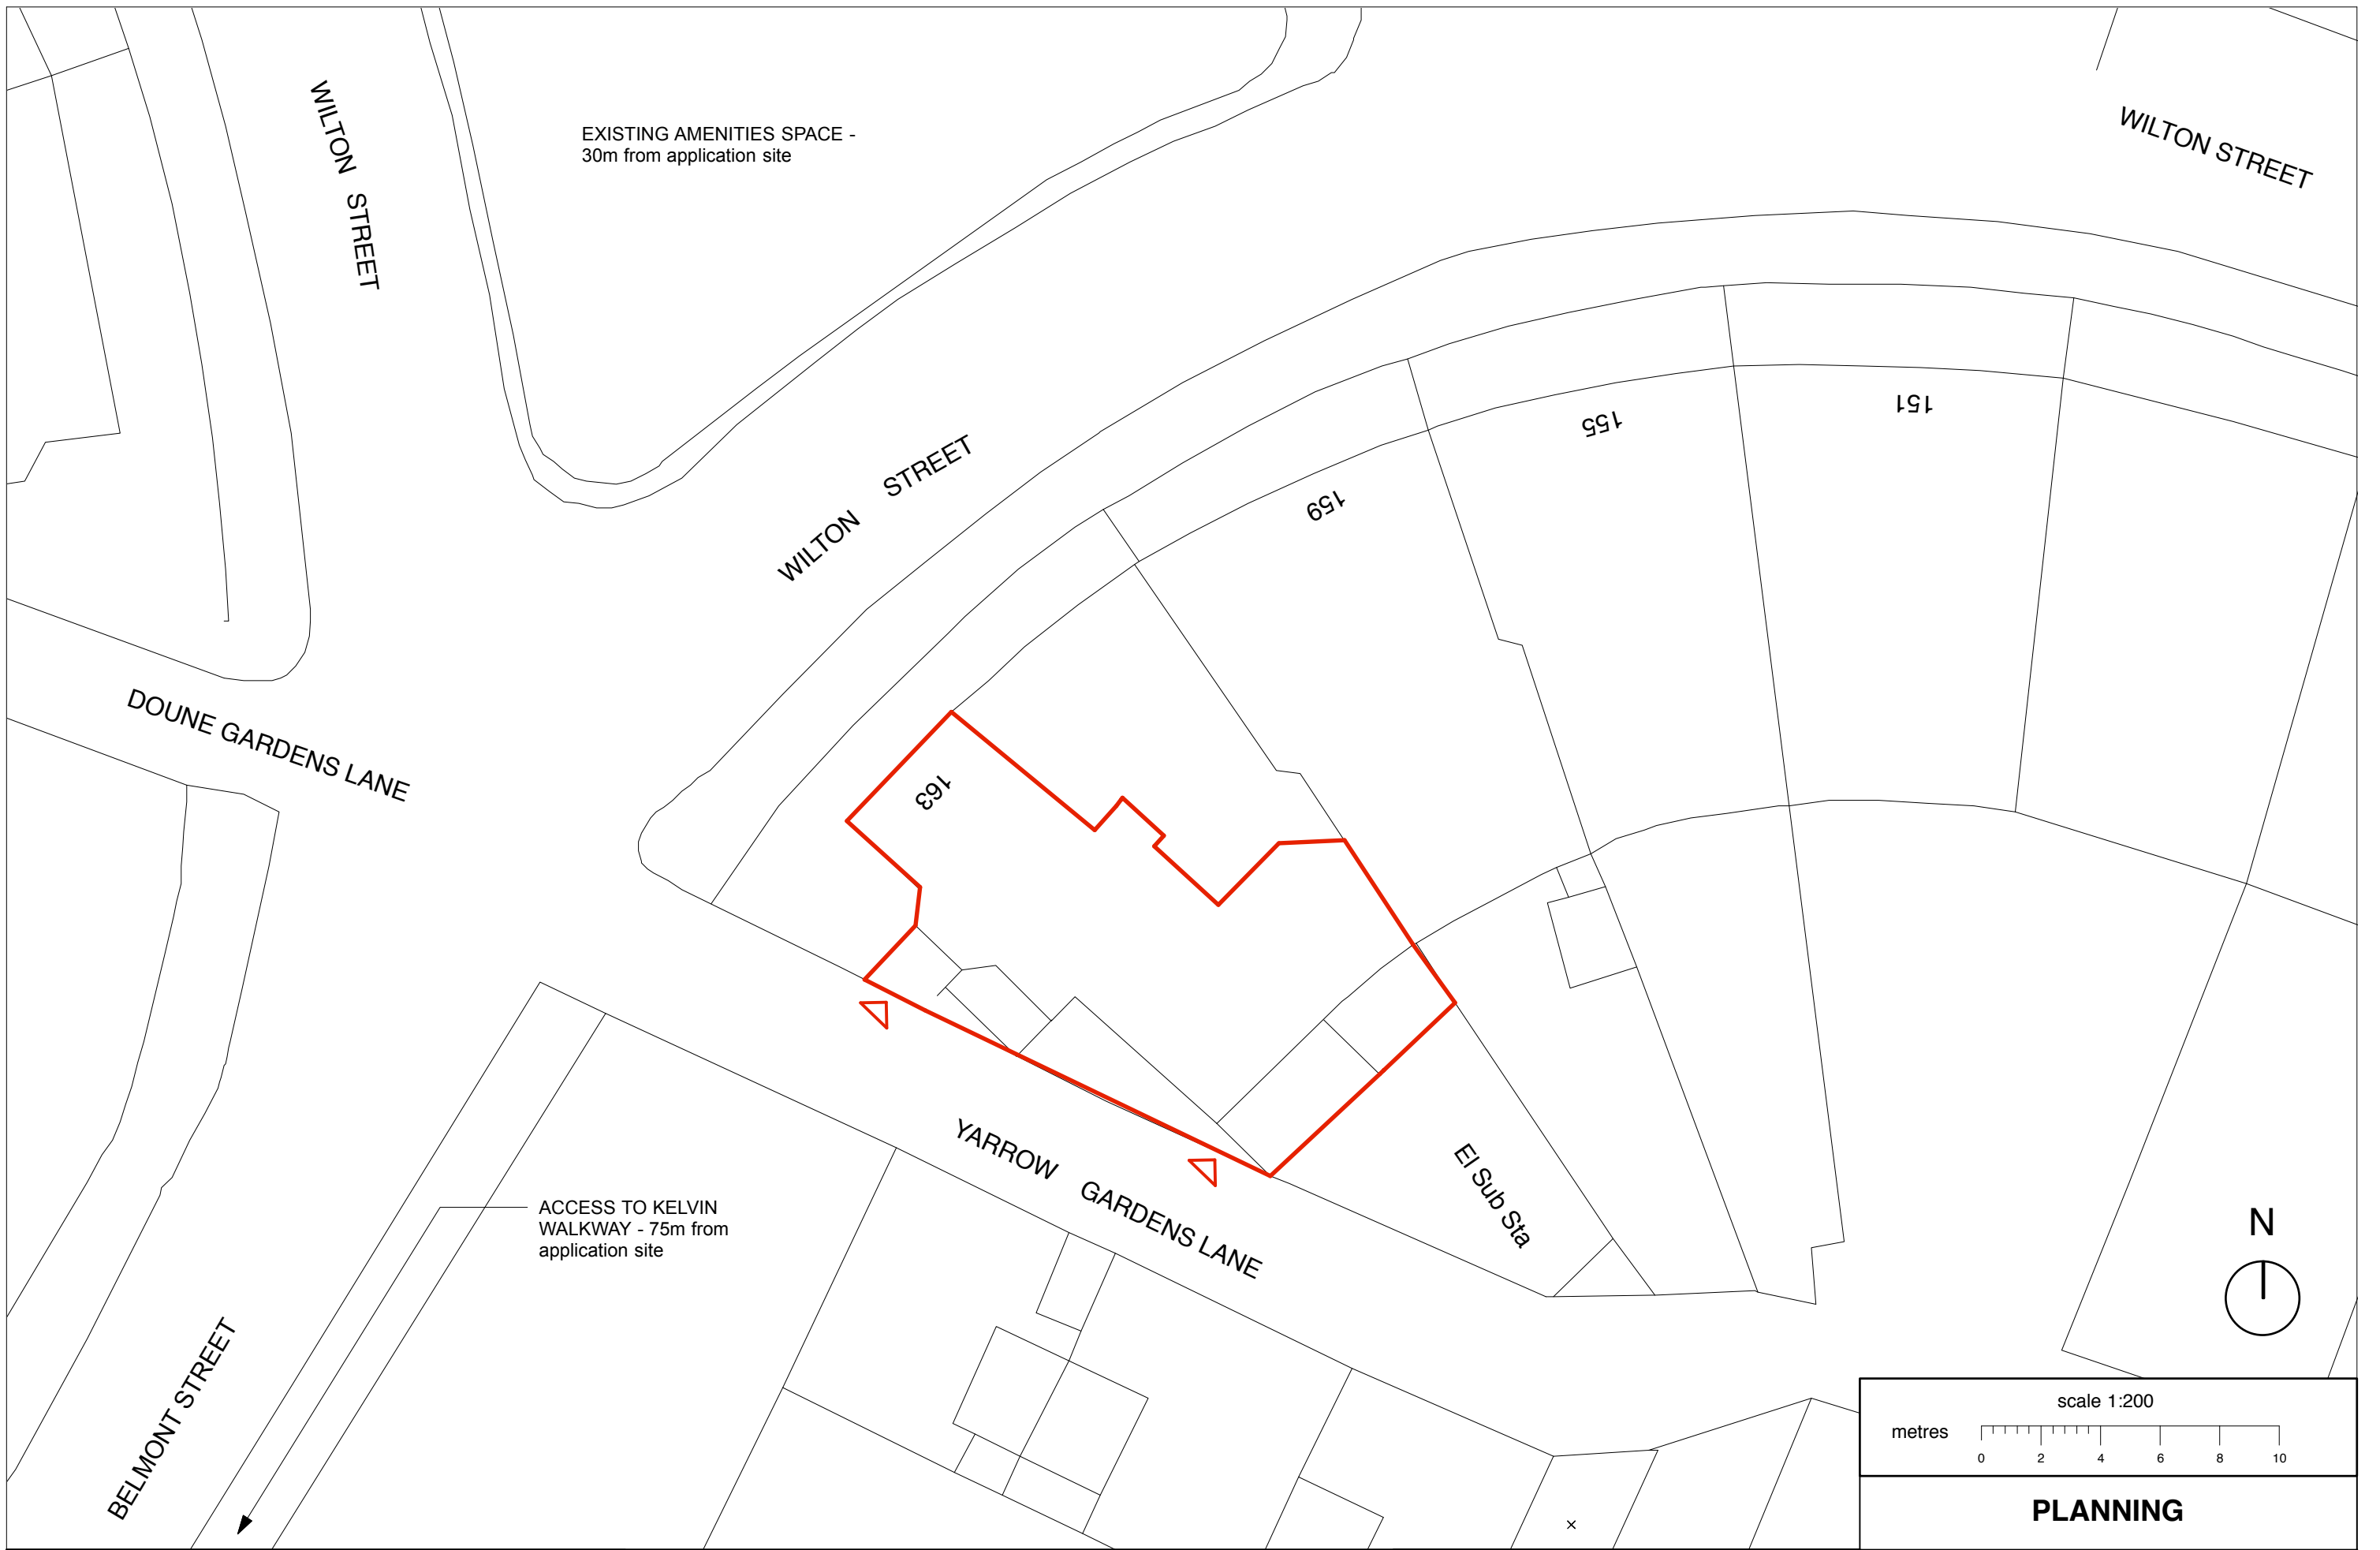 WILTON STREET
EXISTING AMENITIES SPACE -
30m from application site
WILTON STREET
WILTON STREET
159
155
151
DOUNE GARDENS LANE
163
YARROW GARDENS LANE
El Sub Sta
ACCESS TO KELVIN
WALKWAY - 75m from
application site
BELMONT STREET
N
scale 1:200
metres
0 2 4 6 8 10
PLANNING